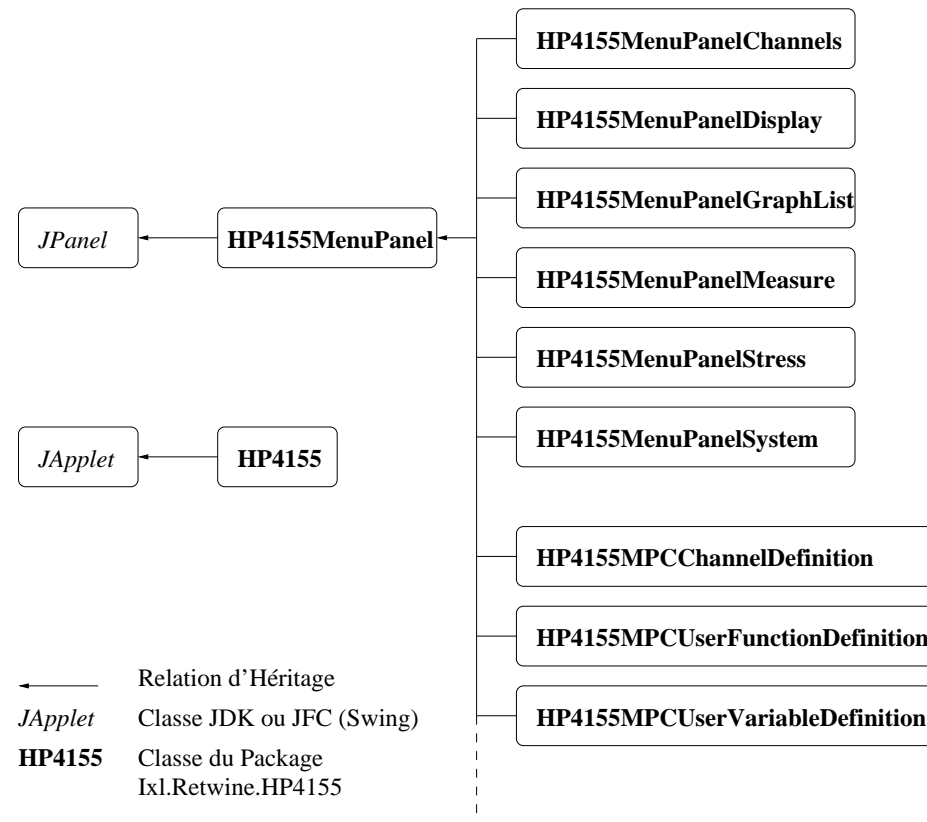 HP4155MenuPanelChannels
HP4155MenuPanelDisplay
HP4155MenuPanelGraphList
JPanel
HP4155MenuPanel
HP4155MenuPanelMeasure
HP4155MenuPanelStress
JApplet
HP4155
HP4155MenuPanelSystem
HP4155MPCChannelDefinition
HP4155MPCUserFunctionDefinition
HP4155MPCUserVariableDefinition
Relation d'Héritage
JApplet Classe JDK ou JFC (Swing)
HP4155 Classe du Package
Ixl.Retwine.HP4155